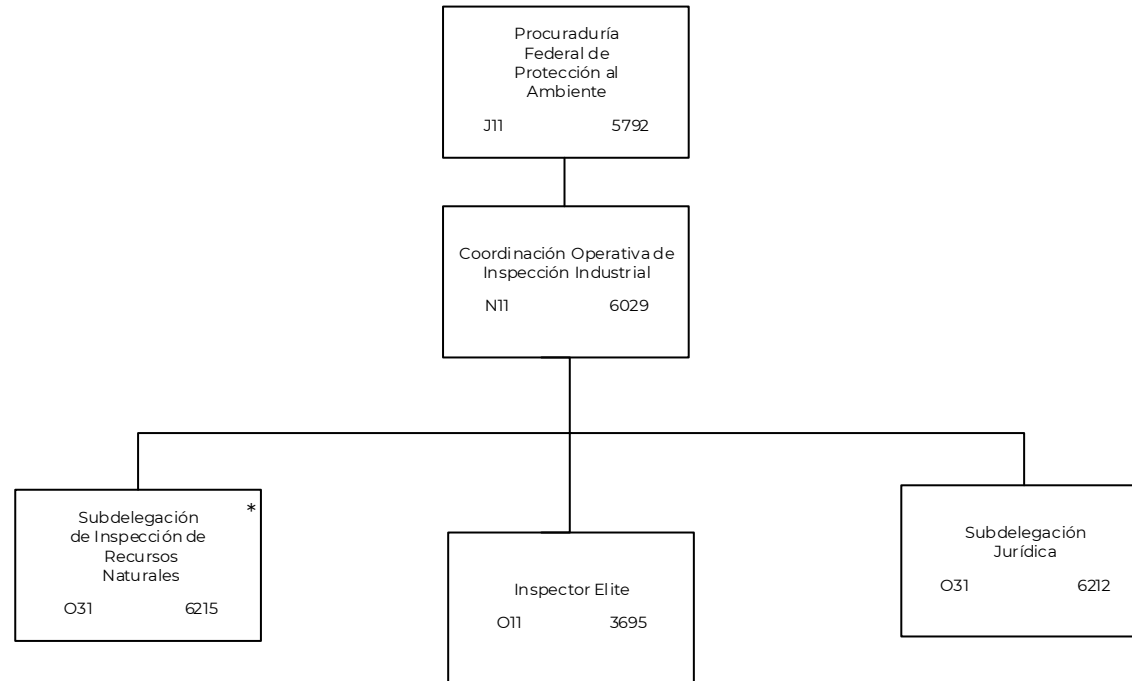 Procuraduría
Federal de
Protección al
Ambiente
J11 5792
Coordinación Operativa de
Inspección Industrial
N11 6029
*
Subdelegación
de Inspección de
Recursos
Naturales
O31 6215
Inspector Elite
O11 3695
Subdelegación
Jurídica
O31 6212